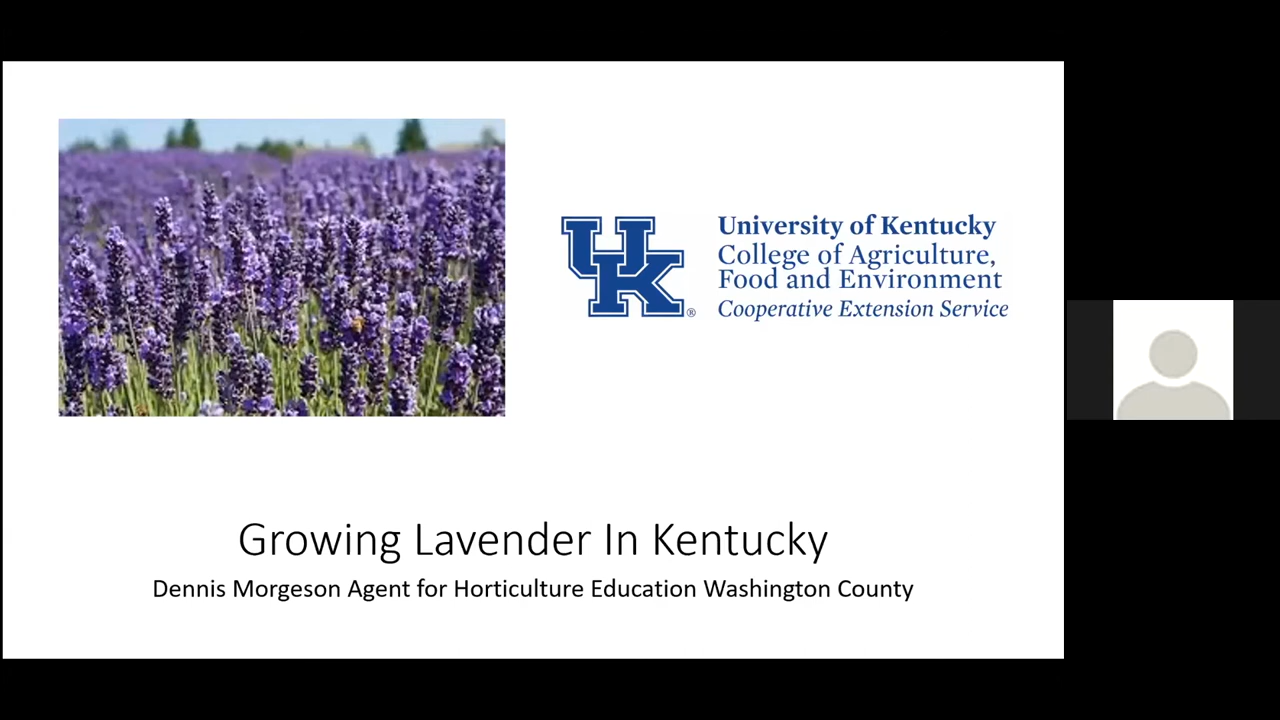 UK®
University of Kentucky
College of Agriculture,
Food and Environment
Cooperative Extension Service
Growing Lavender In Kentucky
Dennis Morgeson Agent for Horticulture Education Washington County